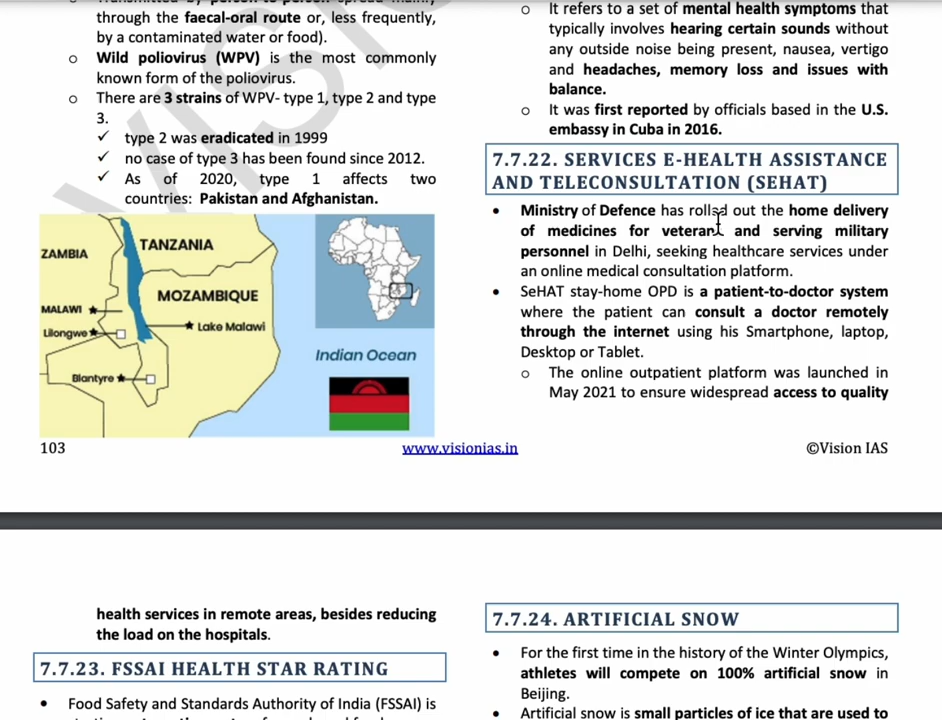 through the faecal-oral route or, less frequently,
by a contaminated water or food).
o Wild poliovirus (WPV) is the most commonly
known form of the poliovirus.
o There are 3 strains of WPV- type 1, type 2 and type
3.
✓ type 2 was eradicated in 1999
✓ no case of type 3 has been found since 2012.
✓ As of 2020, type 1 affects two
countries: Pakistan and Afghanistan.
ZAMBIA
TANZANIA
MOZAMBIQUE
MALAWI
Lilongwe
Lake Malawi
Blantyre
Indian Ocean
o It refers to a set of mental health symptoms that
typically involves hearing certain sounds without
any outside noise being present, nausea, vertigo
and headaches, memory loss and issues with
balance.
o It was first reported by officials based in the U.S.
embassy in Cuba in 2016.
7.7.22. SERVICES E-HEALTH ASSISTANCE
AND TELECONSULTATION (SEHAT)
• Ministry of Defence has rolled out the home delivery
of medicines for veterans and serving military
personnel in Delhi, seeking healthcare services under
an online medical consultation platform.
• SeHAT stay-home OPD is a patient-to-doctor system
where the patient can consult a doctor remotely
through the internet using his Smartphone, laptop,
Desktop or Tablet.
o The online outpatient platform was launched in
May 2021 to ensure widespread access to quality
103
www.visionias.in
©Vision IAS
health services in remote areas, besides reducing
the load on the hospitals.
7.7.23. FSSAI HEALTH STAR RATING
• Food Safety and Standards Authority of India (FSSAI) is
7.7.24. ARTIFICIAL SNOW
• For the first time in the history of the Winter Olympics,
athletes will compete on 100% artificial snow in
Beijing.
• Artificial snow is small particles of ice that are used to